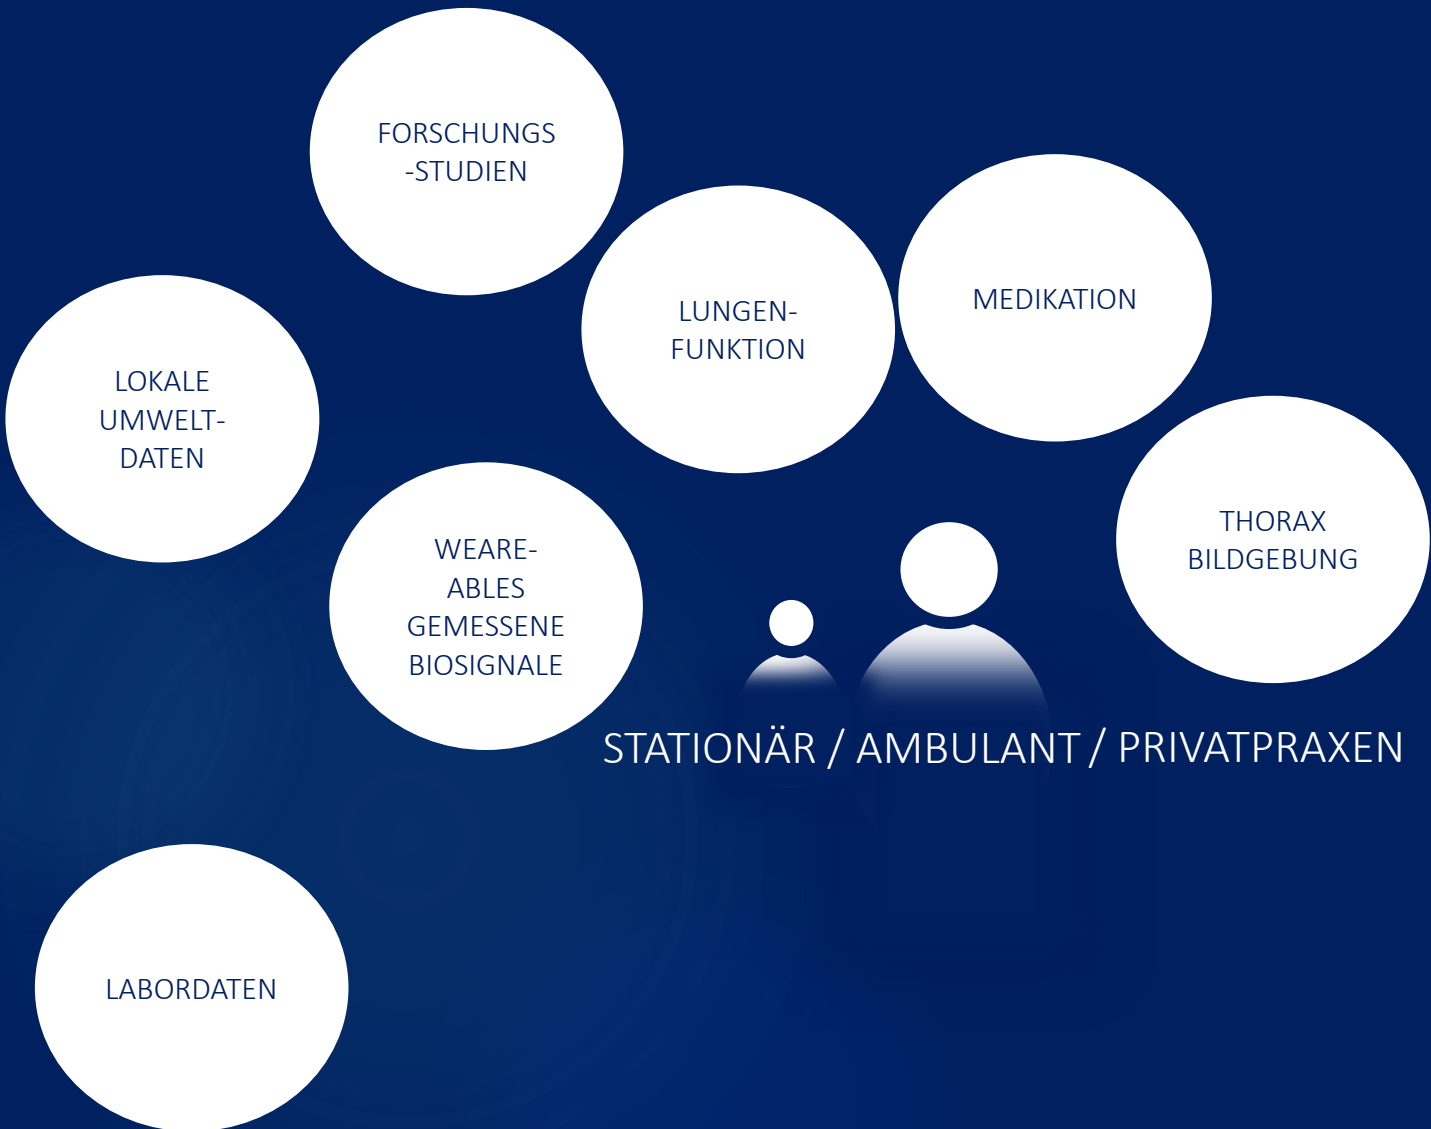 FORSCHUNGS
-STUDIEN
LUNGEN-
FUNKTION
MEDIKATION
LOKALE
UMWELT-
DATEN
WEARE-
ABLES
GEMESSENE
BIOSIGNALE
THORAX
BILDGEBUNG
STATIONÄR / AMBULANT / PRIVATPRAXEN
LABORDATEN